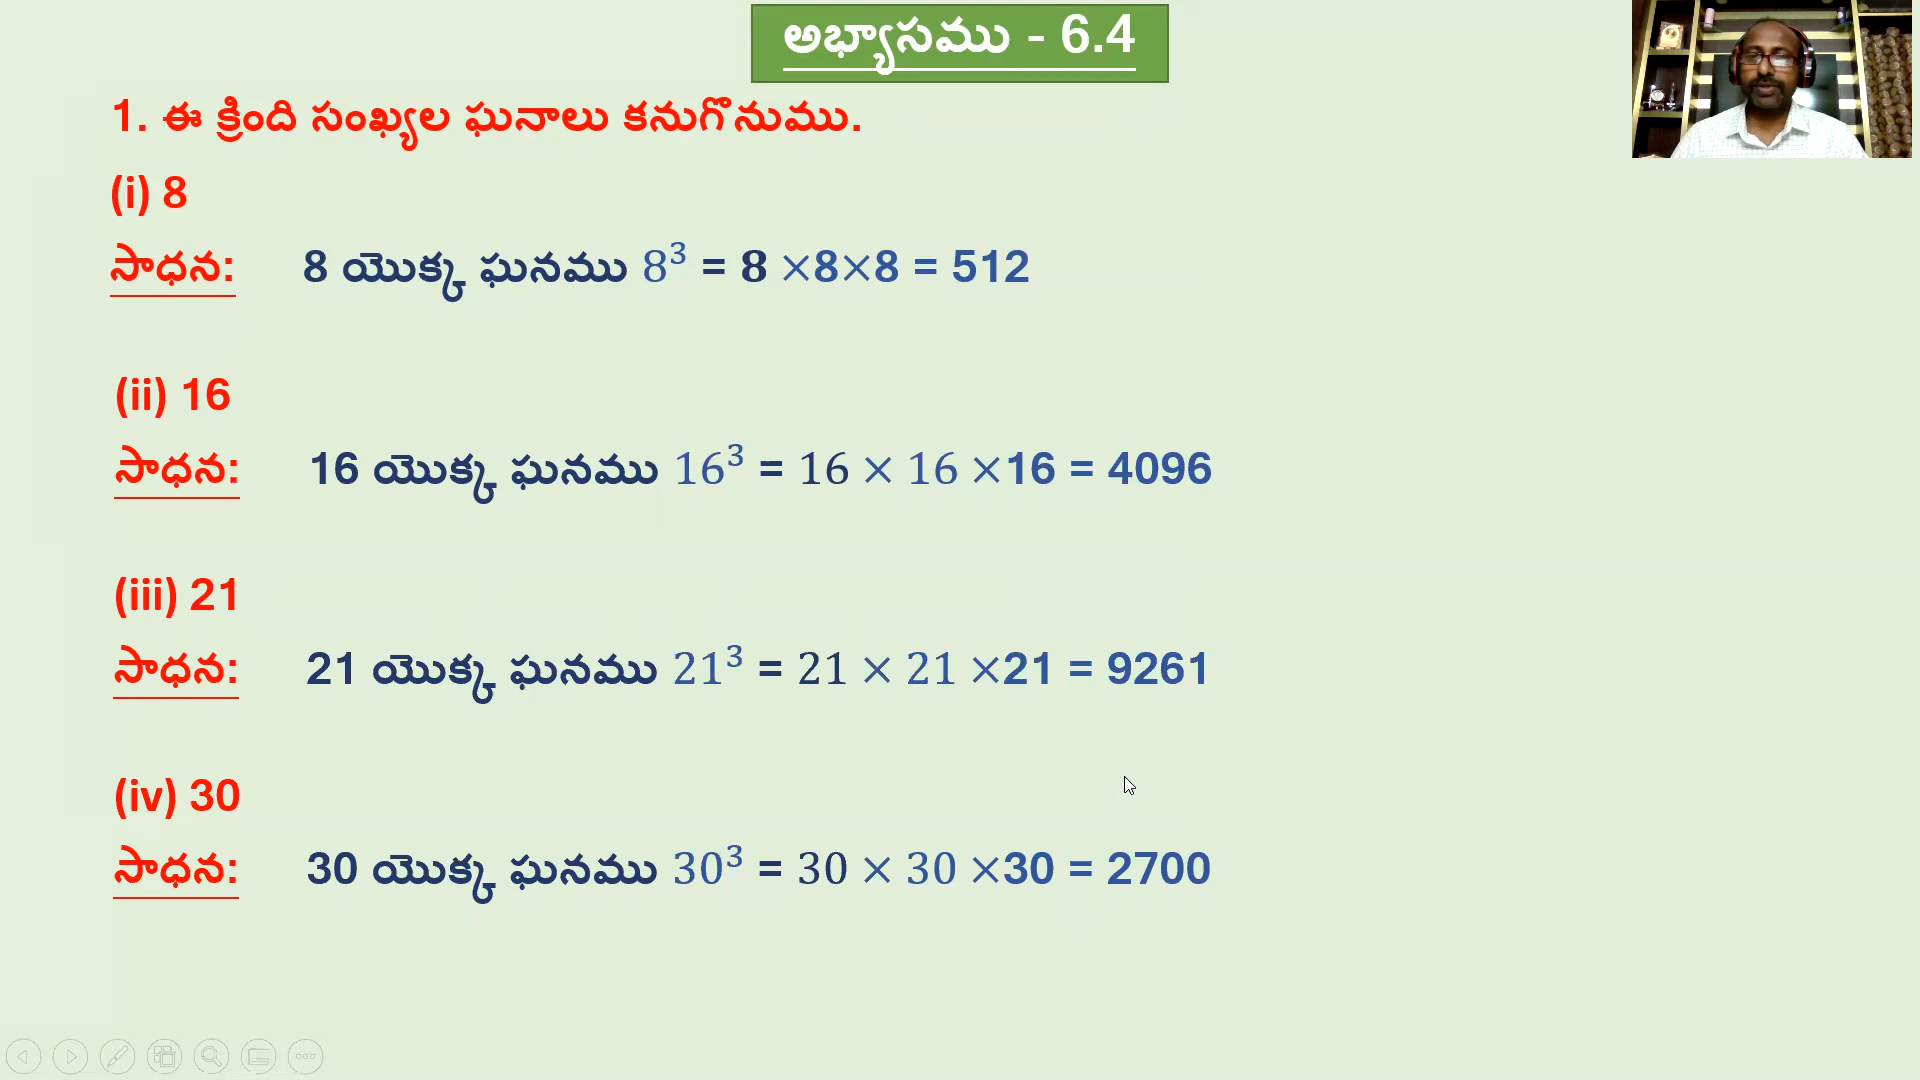 అభ్యాసము - 6.4
1. ఈ క్రింది సంఖ్యల ఘనాలు కనుగొనుము.
(i) 8
సాధన: 8 యొక్క ఘనము 8³ = 8 ×8×8 = 512
(ii) 16
సాధన: 16 యొక్క ఘనము 16³ = 16 × 16 ×16 = 4096
(iii) 21
సాధన: 21 యొక్క ఘనము 21³ = 21 × 21 ×21 = 9261
(iv) 30
సాధన: 30 యొక్క ఘనము 30³ = 30 × 30 ×30 = 2700